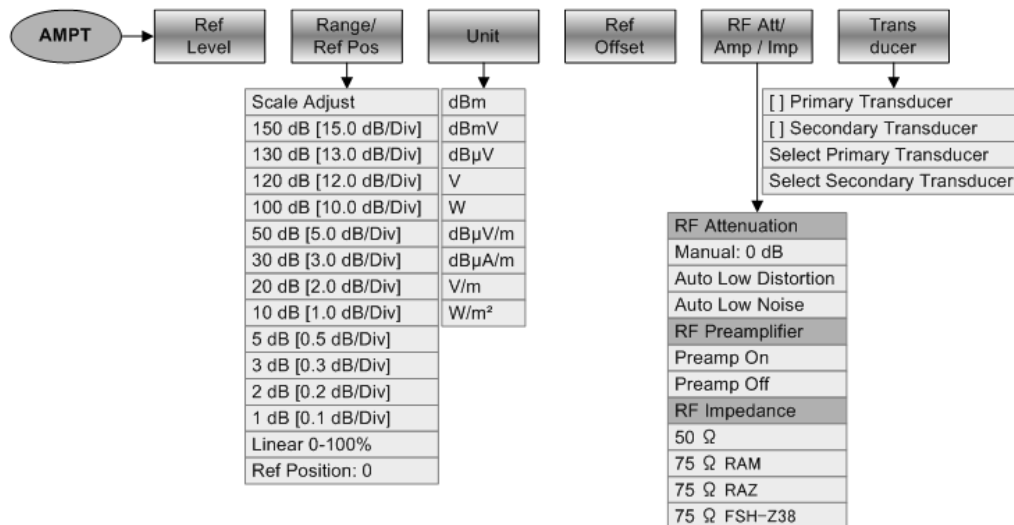 AMPT
Ref
Level
Range/
Ref Pos
Unit
Ref
Offset
RF Att/
Amp / Imp
Trans
ducer
Scale Adjust
150 dB [15.0 dB/Div]
130 dB [13.0 dB/Div]
120 dB [12.0 dB/Div]
100 dB [10.0 dB/Div]
50 dB [5.0 dB/Div]
30 dB [3.0 dB/Div]
20 dB [2.0 dB/Div]
10 dB [1.0 dB/Div]
5 dB [0.5 dB/Div]
3 dB [0.3 dB/Div]
2 dB [0.2 dB/Div]
1 dB [0.1 dB/Div]
Linear 0-100%
Ref Position: 0
dBm
dBmV
dBµV
V
W
dBµV/m
dBµA/m
V/m
W/m²
RF Attenuation
Manual: 0 dB
Auto Low Distortion
Auto Low Noise
RF Preamplifier
Preamp On
Preamp Off
RF Impedance
50 Ω
75 Ω RAM
75 Ω RAZ
75 Ω FSH-Z38
[ ] Primary Transducer
[ ] Secondary Transducer
Select Primary Transducer
Select Secondary Transducer